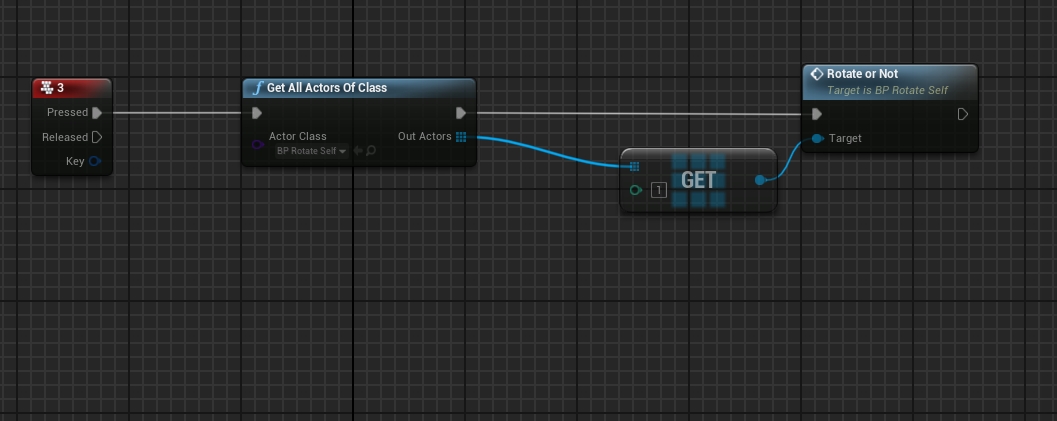 3
Pressed
Released
Key
f Get All Actors Of Class
Actor Class
BP Rotate Self
Out Actors
1
GET
Rotate or Not
Target is BP Rotate Self
Target